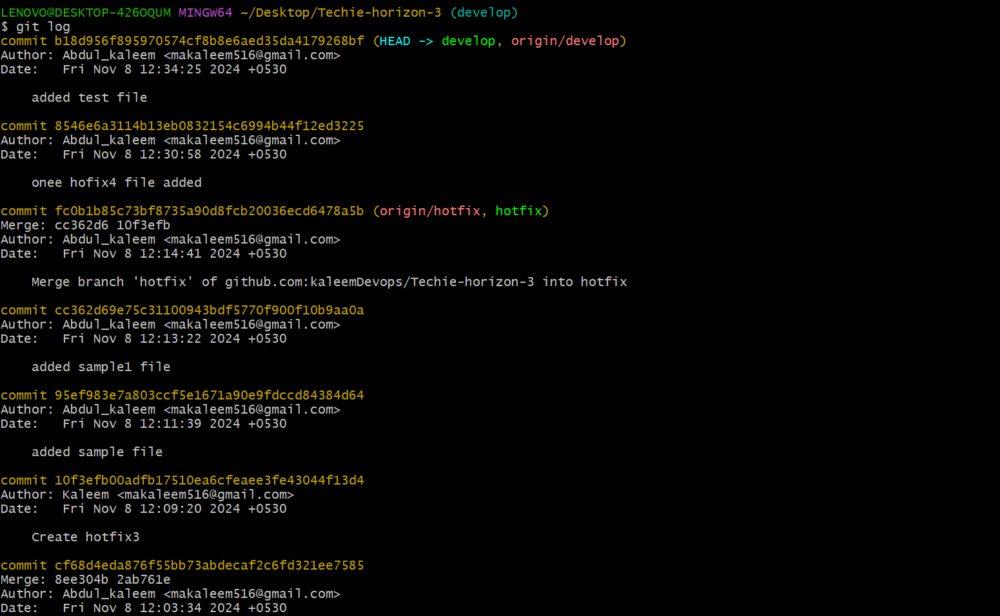 LENOVO@DESKTOP-426OQUM MINGW64 ~/Desktop/Techie-horizon-3 (develop)
$ git log
commit b18d956f895970574cf8b8e6aed35da4179268bf (HEAD -> develop, origin/develop)
Author: Abdul_kaleem <makaleem516@gmail.com>
Date:   Fri Nov 8 12:34:25 2024 +0530

    added test file

commit 8546e6a3114b13eb0832154c6994b44f12ed3225
Author: Abdul_kaleem <makaleem516@gmail.com>
Date:   Fri Nov 8 12:30:58 2024 +0530

    onee hofix4 file added

commit fc0b1b85c73bf8735a90d8fcb20036ecd6478a5b (origin/hotfix, hotfix)
Merge: cc362d6 10f3efb
Author: Abdul_kaleem <makaleem516@gmail.com>
Date:   Fri Nov 8 12:14:41 2024 +0530

    Merge branch 'hotfix' of github.com:kaleemDevops/Techie-horizon-3 into hotfix

commit cc362d69e75c31100943bdf5770f900f10b9aa0a
Author: Abdul_kaleem <makaleem516@gmail.com>
Date:   Fri Nov 8 12:13:22 2024 +0530

    added sample1 file

commit 95ef983e7a803ccf5e1671a90e9fdccd84384d64
Author: Abdul_kaleem <makaleem516@gmail.com>
Date:   Fri Nov 8 12:11:39 2024 +0530

    added sample file

commit 10f3efb00adfb17510ea6cfeaee3fe43044f13d4
Author: Kaleem <makaleem516@gmail.com>
Date:   Fri Nov 8 12:09:20 2024 +0530

    Create hotfix3

commit cf68d4eda876f55bb73abdecaf2c6fd321ee7585
Merge: 8ee304b 2ab761e
Author: Abdul_kaleem <makaleem516@gmail.com>
Date:   Fri Nov 8 12:03:34 2024 +0530